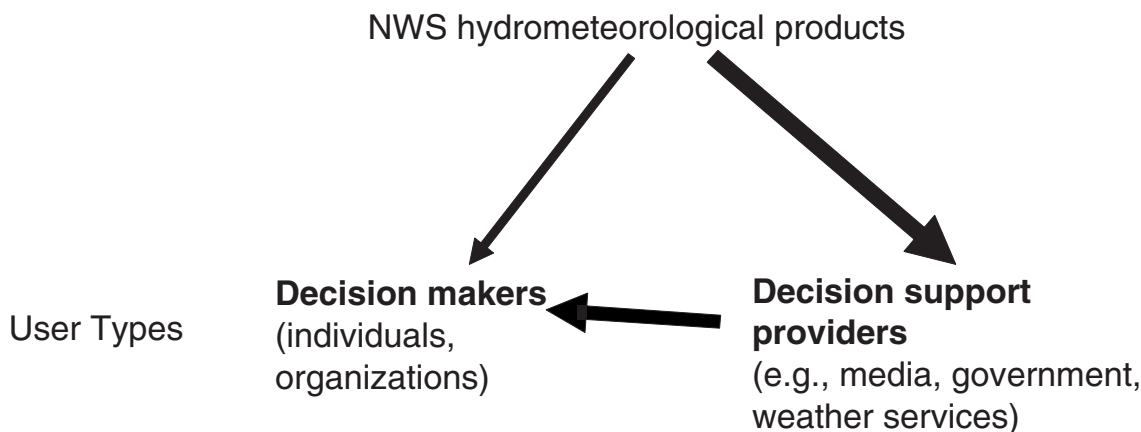 NWS hydrometeorological products
User Types
Decision makers
(individuals,
organizations)
Decision support
providers
(e.g., media, government,
weather services)